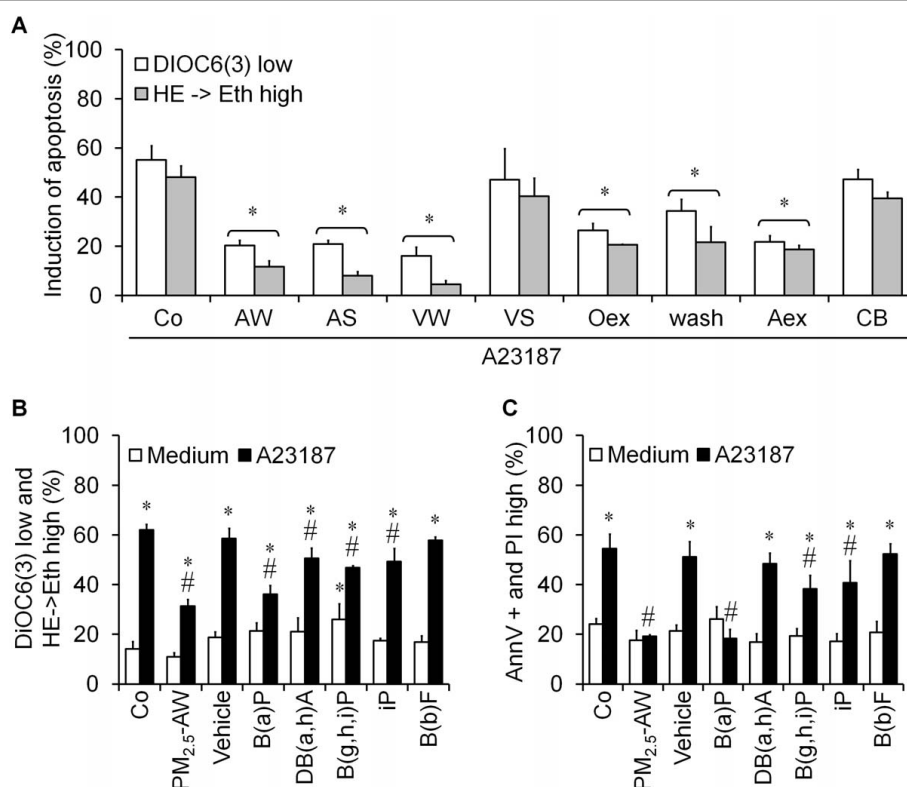 A
Induction of apoptosis (%)
100
80
60
40
20
0
DIOC6(3) low
HE -> Eth high
* * * * * *
Co AW AS VW VS Oex wash Aex CB
A23187
B
DiOC6(3) low and
HE->Eth high (%)
100
80
60
40
20
0
Medium A23187
* * * * * * * * *
# # # # #
Co PM2.5-AW Vehicle B(a)P DB(a,h)A B(g,h,i)P iP B(b)F
C
AnnV + and PI high (%)
100
80
60
40
20
0
Medium A23187
* * * * * *
# # # #
Co PM2.5-AW Vehicle B(a)P DB(a,h)A B(g,h,i)P iP B(b)F